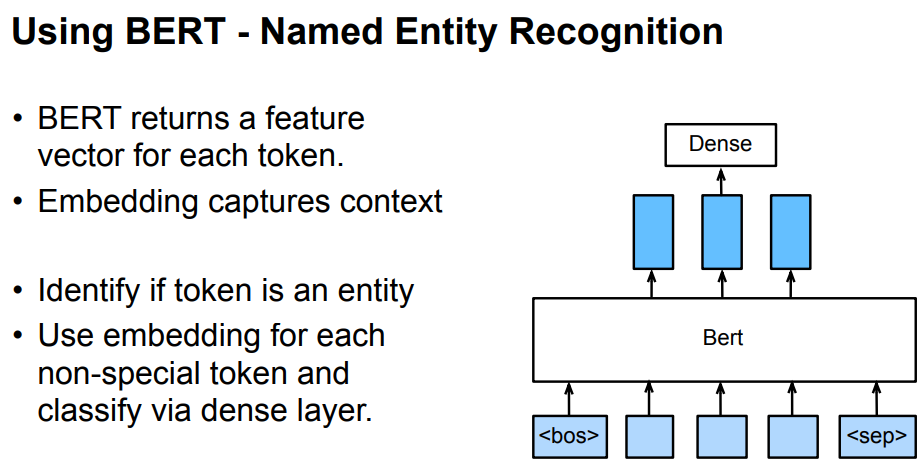 Using BERT - Named Entity Recognition
• BERT returns a feature
vector for each token.
• Embedding captures context
• Identify if token is an entity
• Use embedding for each
non-special token and
classify via dense layer.
Dense
Bert
<bos>
<sep>